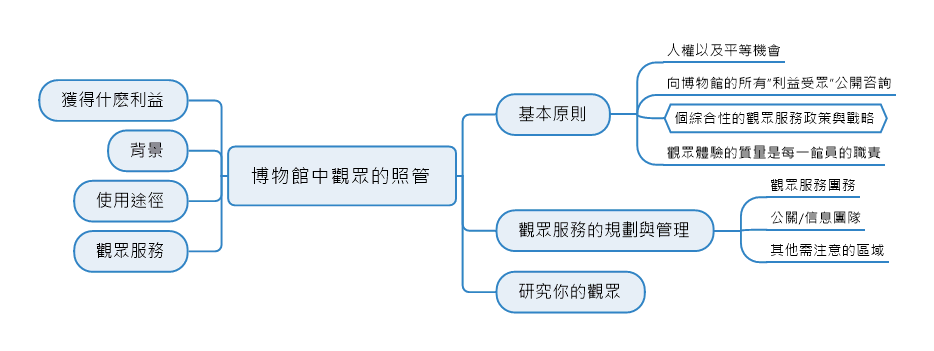 博物館中觀眾的照管
獲得什麽利益
背景
使用途徑
觀眾服務
基本原則
人權以及平等機會
向博物館的所有”利益受眾”公開咨詢
個綜合性的觀眾服務政策與戰略
觀眾體驗的質量是每一館員的職責
觀眾服務的規劃與管理
觀眾服務團務
公關/信息團隊
其他需注意的區域
研究你的觀眾